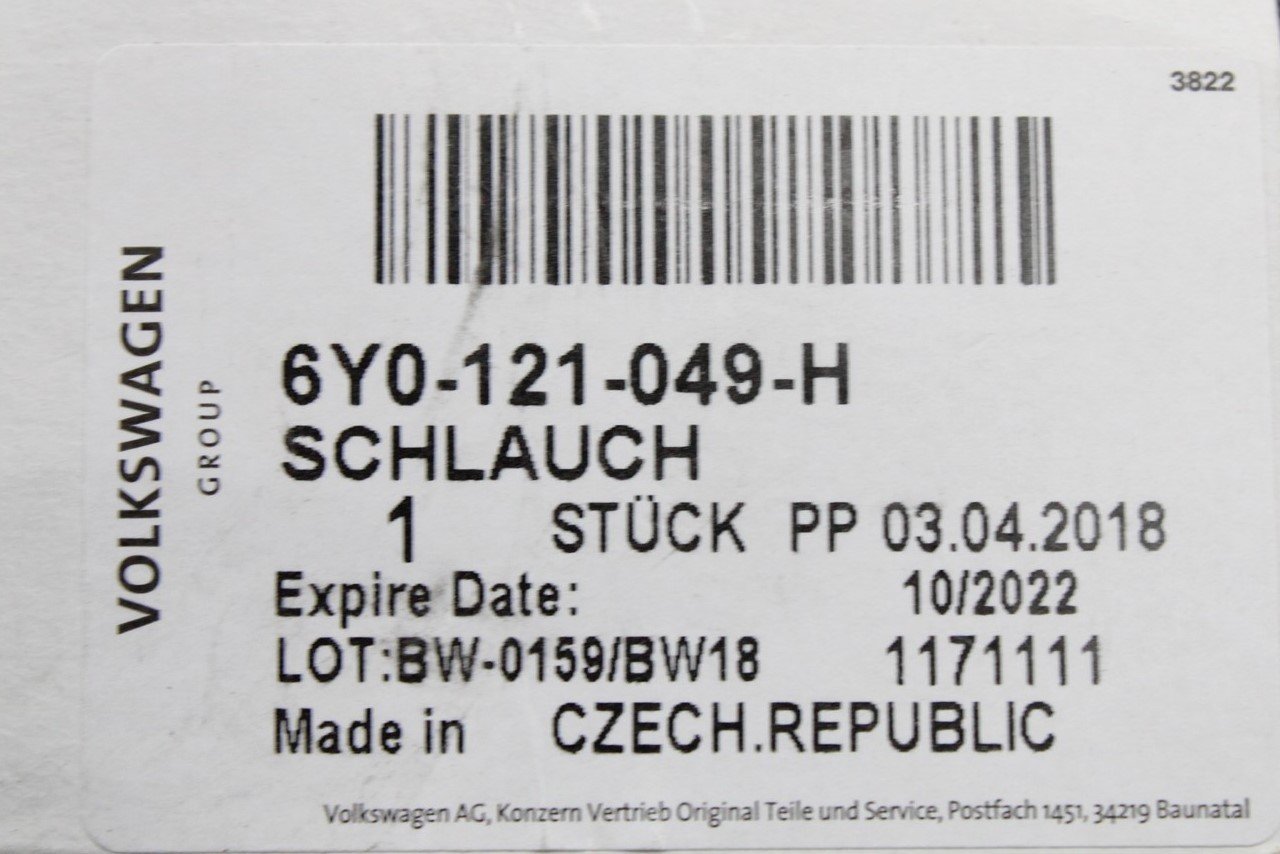 3822
VOLKSWAGEN
GROUP
6Y0-121-049-H
SCHLAUCH
1 STÜCK PP 03.04.2018
Expire Date: 10/2022
LOT:BW-0159/BW18 1171111
Made in CZECH.REPUBLIC
Volkswagen AG, Konzern Vertrieb Original Teile und Service, Postfach 1451, 34219 Baunatal